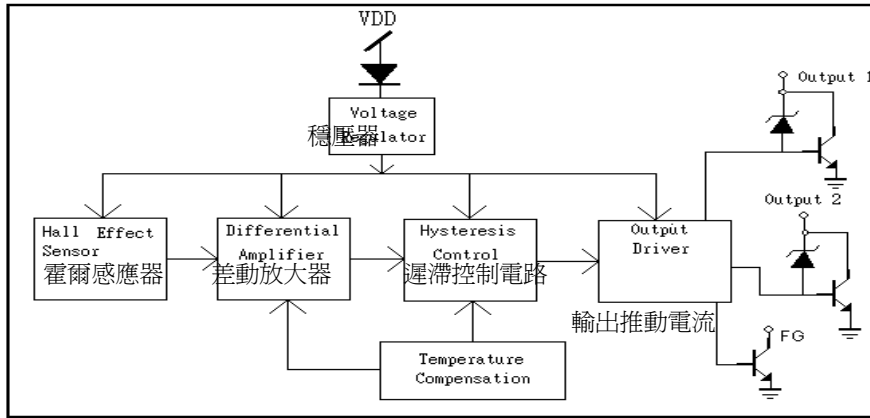 VDD
Voltage
Regulator
穩壓器
Output 1
Hall Effect
Sensor
霍爾感應器
Differential
Amplifier
差動放大器
Hysteresis
Control
遲滯控制電路
Output
Driver
輸出推動電流
Output 2
FG
Temperature
Compensation